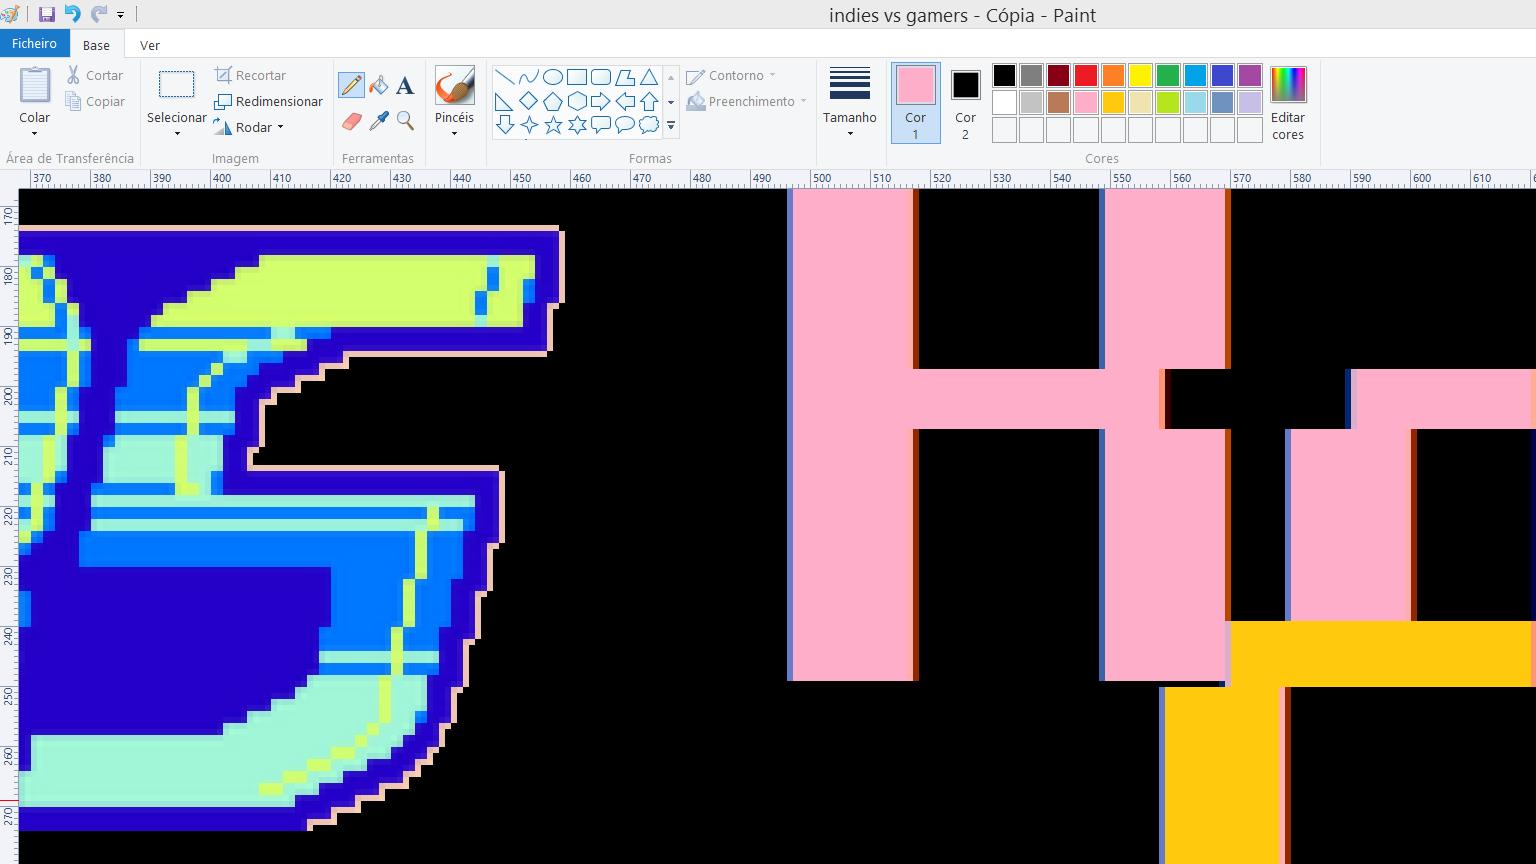 indies vs gamers - Cópia - Paint
Ficheiro Base Ver
Colar
Cortar
Copiar
Área de Transferência
Selecionar
Recortar
Redimensionar
Rodar
Imagem
A
Ferramentas
Pincéis
Contorno
Preenchimento
Formas
Tamanho
Cor 1
Cor 2
Editar cores
Cores
370 380 390 400 410 420 430 440 450 460 470 480 490 500 510 520 530 540 550 560 570 580 590 600 610
170
180
190
200
210
220
230
240
250
260
270